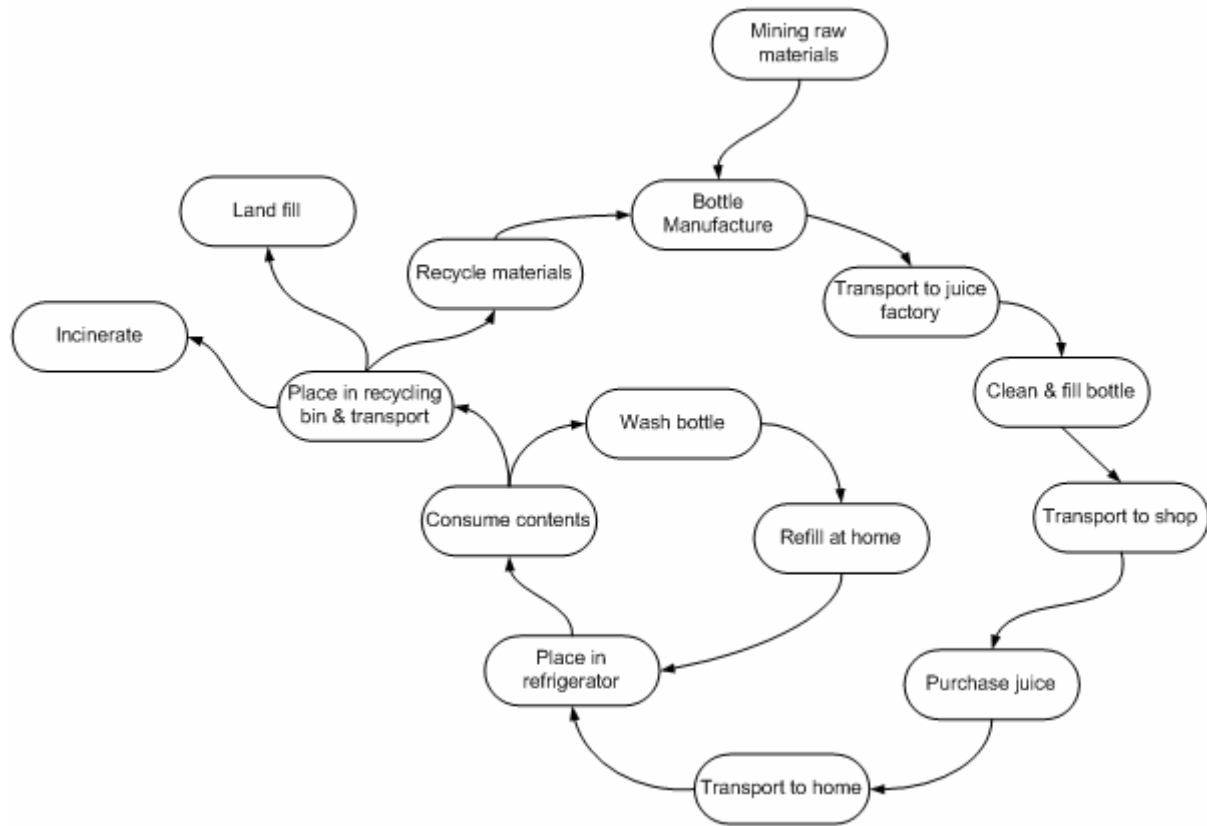 Mining raw
materials
Bottle
Manufacture
Land fill
Recycle materials
Transport to juice
factory
Incinerate
Place in recycling
bin & transport
Clean & fill bottle
Wash bottle
Consume contents
Transport to shop
Refill at home
Place in
refrigerator
Purchase juice
Transport to home